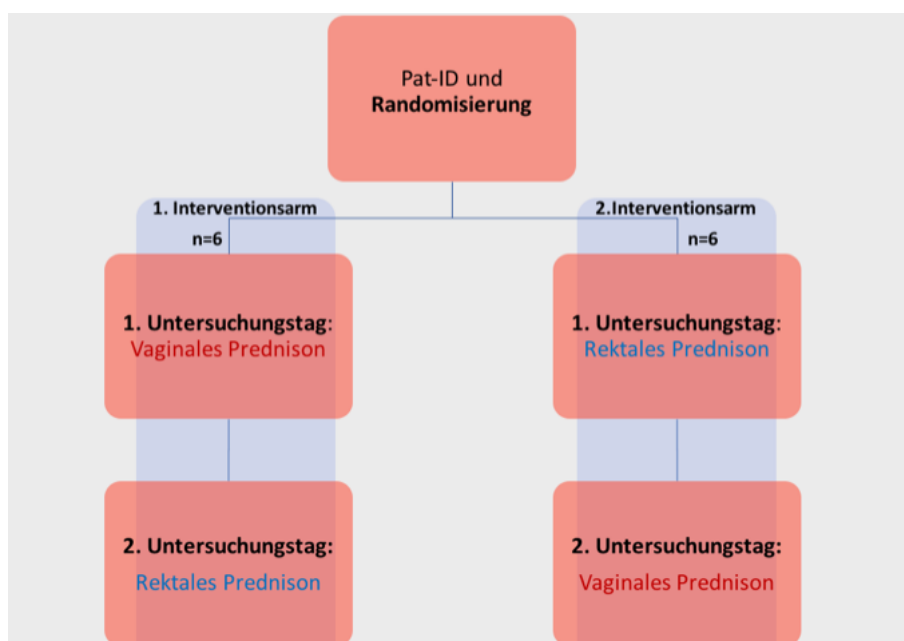 Pat-ID und
Randomisierung
1. Interventionsarm
n=6
2.Interventionsarm
n=6
1. Untersuchungstag:
Vaginales Prednison
1. Untersuchungstag:
Rektales Prednison
2. Untersuchungstag:
Rektales Prednison
2. Untersuchungstag:
Vaginales Prednison